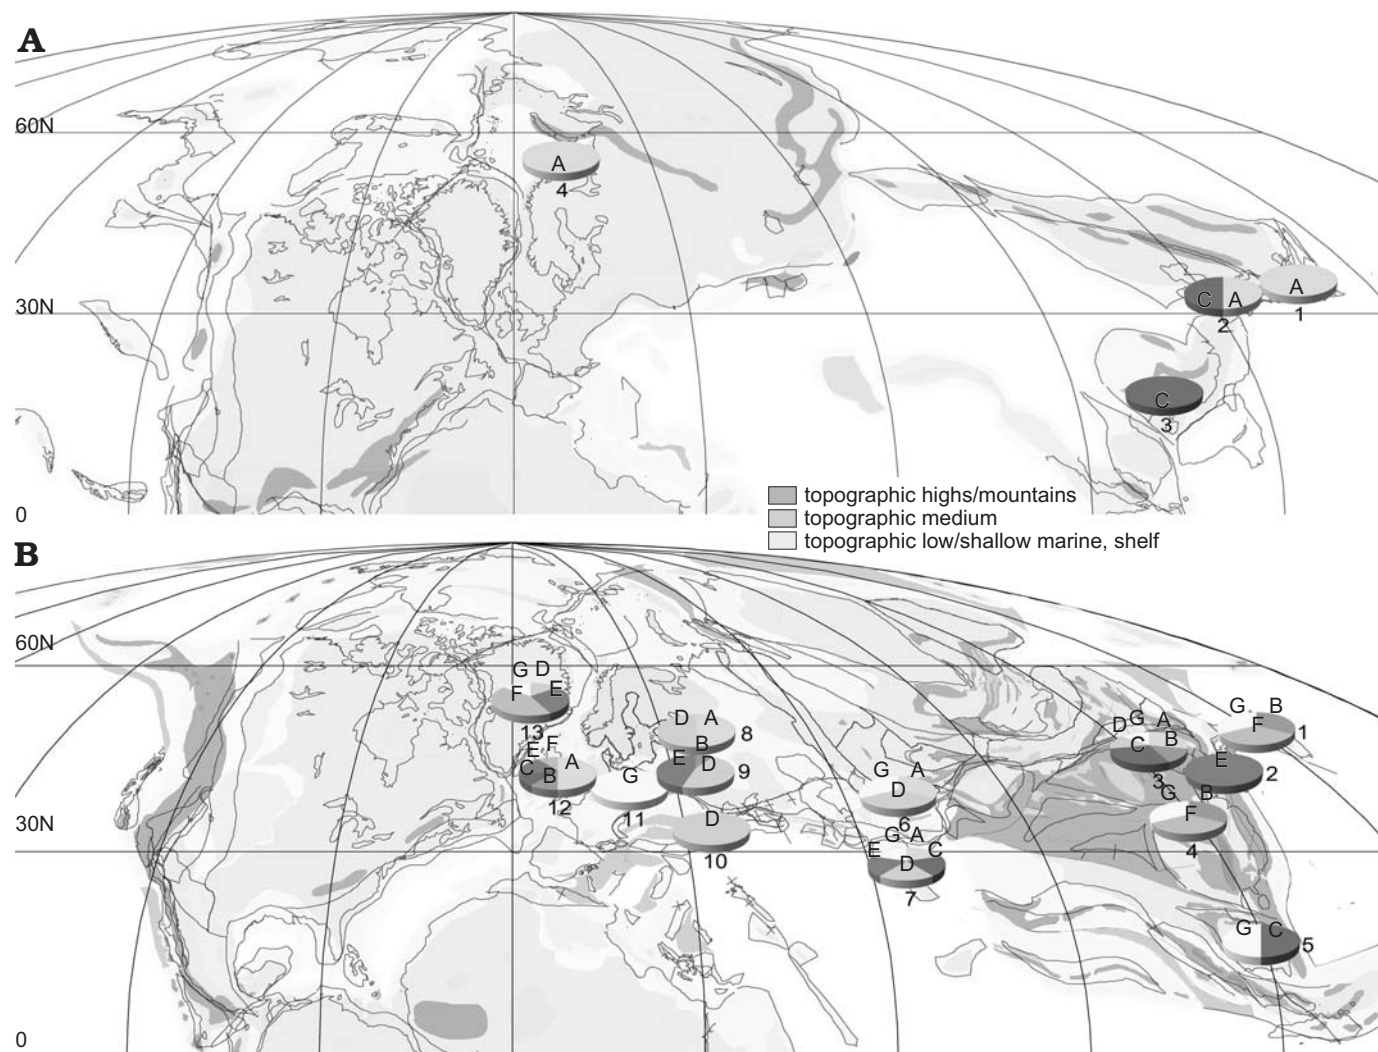 A
60N
A
4
30N
C A
2
A
1
C
3
0
topographic highs/mountains
topographic medium
topographic low/shallow marine, shelf
B
60N
G D
F E
13
E F
C B A
12
G
11
D A
8
B
E D
9
D
10
G A
D
6
G A
E D C
7
D G A
C B
3
G B
F
1
E
2
G B
F
4
G C
5
30N
0